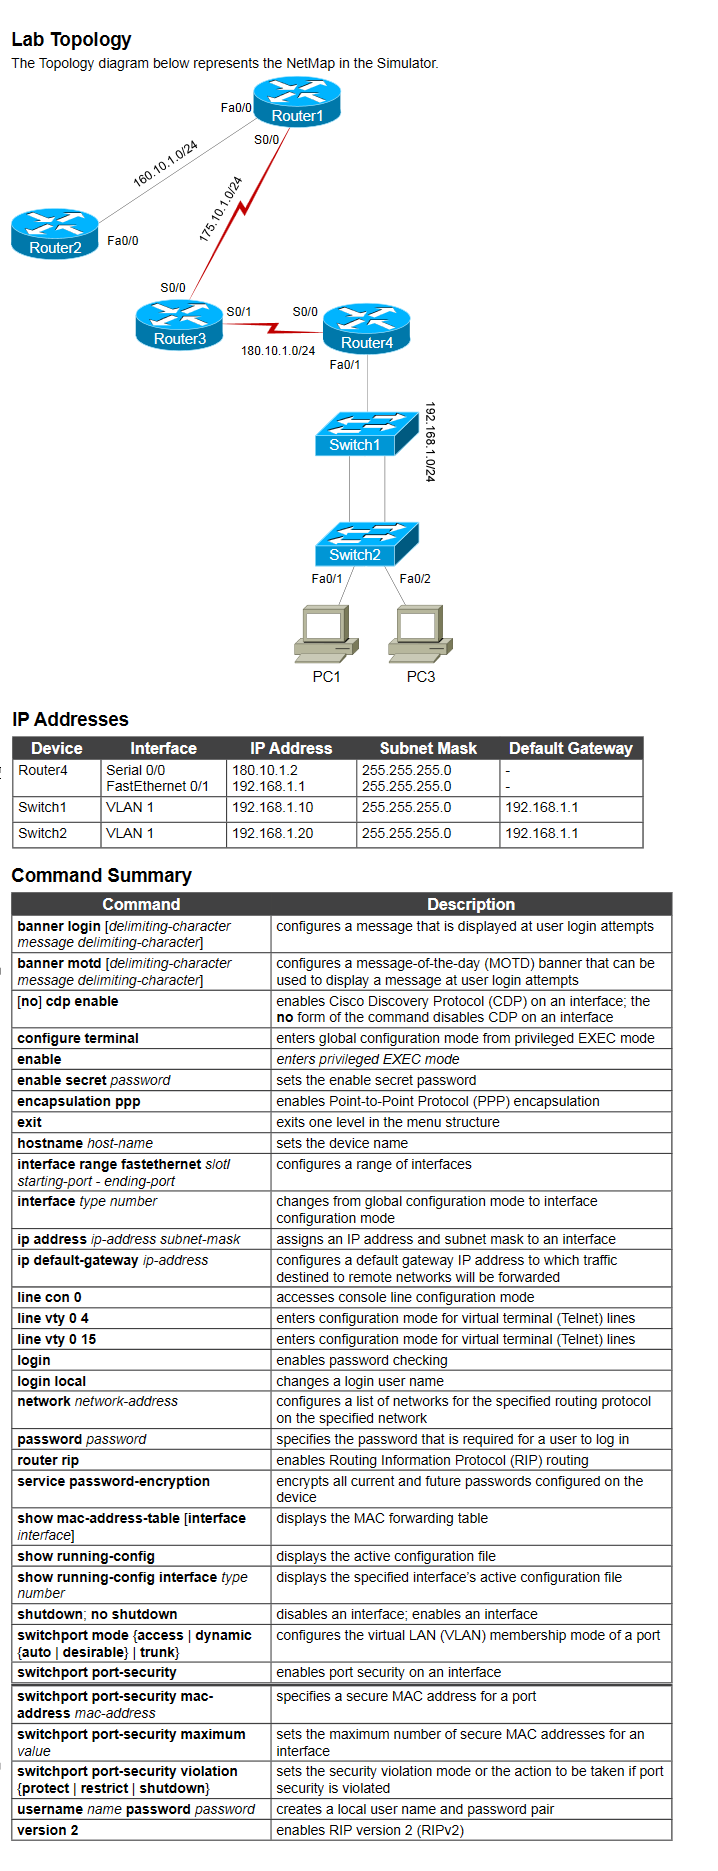 Lab Topology
The Topology diagram below represents the NetMap in the Simulator.
Fa0/0
Router1
S0/0
160.10.1.0/24
175.10.1.0/24
Router2
Fa0/0
S0/0
S0/1
S0/0
Router3
Router4
180.10.1.0/24
Fa0/1
192.168.1.0/24
Switch1
Switch2
Fa0/1
Fa0/2
PC1
PC3
IP Addresses
Device Interface IP Address Subnet Mask Default Gateway
Router4 Serial 0/0 180.10.1.2 255.255.255.0 -
FastEthernet 0/1 192.168.1.1 255.255.255.0 -
Switch1 VLAN 1 192.168.1.10 255.255.255.0 192.168.1.1
Switch2 VLAN 1 192.168.1.20 255.255.255.0 192.168.1.1
Command Summary
Command Description
banner login [delimiting-character configures a message that is displayed at user login attempts
message delimiting-character]
banner motd [delimiting-character configures a message-of-the-day (MOTD) banner that can be
message delimiting-character] used to display a message at user login attempts
[no] cdp enable enables Cisco Discovery Protocol (CDP) on an interface; the
no form of the command disables CDP on an interface
configure terminal enters global configuration mode from privileged EXEC mode
enable enters privileged EXEC mode
enable secret password sets the enable secret password
encapsulation ppp enables Point-to-Point Protocol (PPP) encapsulation
exit exits one level in the menu structure
hostname host-name sets the device name
interface range fastethernet slot/ configures a range of interfaces
starting-port - ending-port
interface type number changes from global configuration mode to interface
configuration mode
ip address ip-address subnet-mask assigns an IP address and subnet mask to an interface
ip default-gateway ip-address configures a default gateway IP address to which traffic
destined to remote networks will be forwarded
line con 0 accesses console line configuration mode
line vty 0 4 enters configuration mode for virtual terminal (Telnet) lines
line vty 0 15 enters configuration mode for virtual terminal (Telnet) lines
login enables password checking
login local changes a login user name
network network-address configures a list of networks for the specified routing protocol
on the specified network
password password specifies the password that is required for a user to log in
router rip enables Routing Information Protocol (RIP) routing
service password-encryption encrypts all current and future passwords configured on the
device
show mac-address-table [interface displays the MAC forwarding table
interface]
show running-config displays the active configuration file
show running-config interface type displays the specified interface's active configuration file
number
shutdown; no shutdown disables an interface; enables an interface
switchport mode {access | dynamic configures the virtual LAN (VLAN) membership mode of a port
{auto | desirable} | trunk}
switchport port-security enables port security on an interface
switchport port-security mac- specifies a secure MAC address for a port
address mac-address
switchport port-security maximum sets the maximum number of secure MAC addresses for an
value interface
switchport port-security violation sets the security violation mode or the action to be taken if port
{protect | restrict | shutdown} security is violated
username name password password creates a local user name and password pair
version 2 enables RIP version 2 (RIPv2)